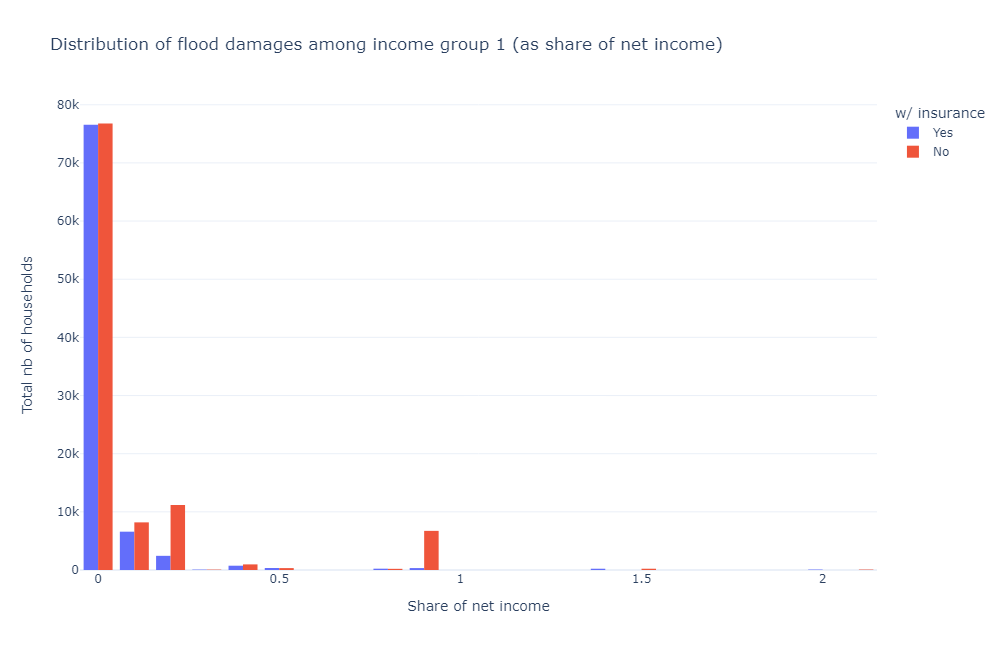 Distribution of flood damages among income group 1 (as share of net income)
w/ insurance
Yes
No
80k
70k
60k
50k
40k
30k
20k
10k
0
Total nb of households
0 0.5 1 1.5 2
Share of net income